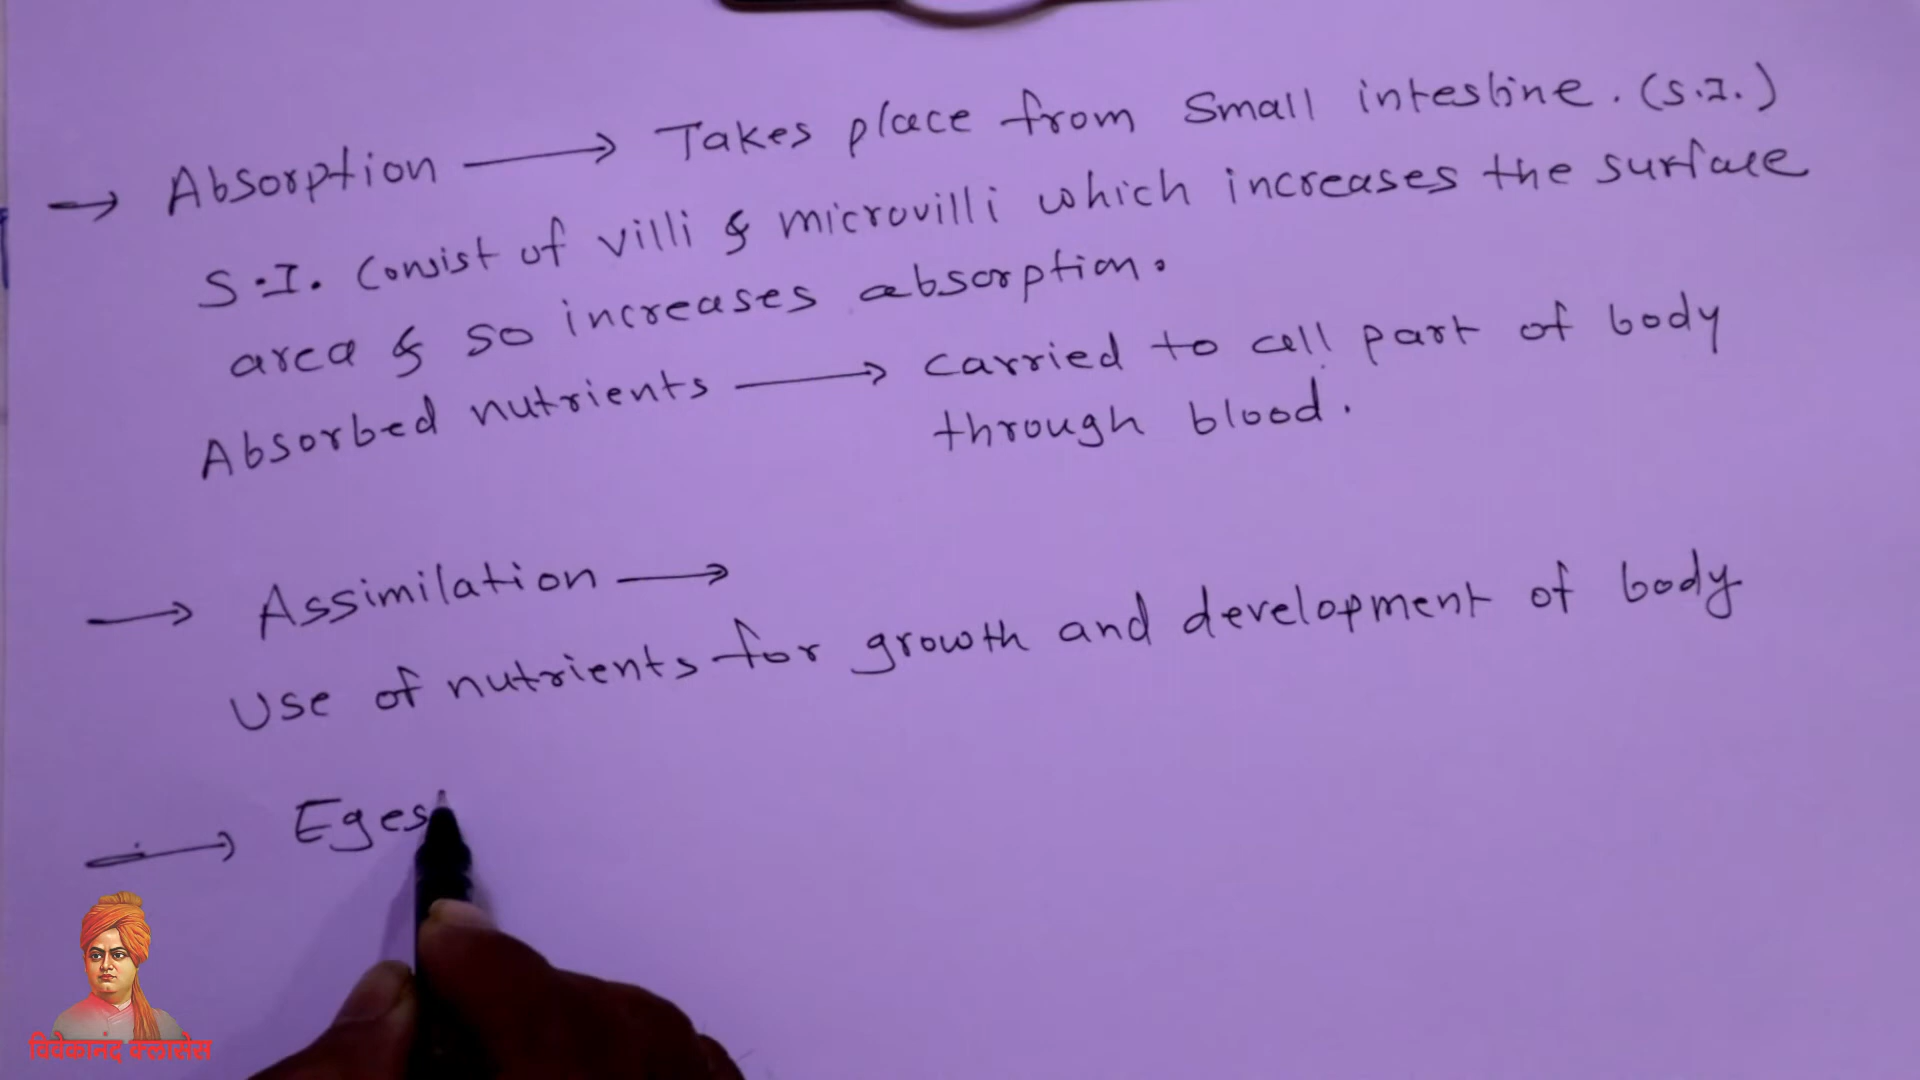 → Absorption → Takes place from small intestine. (S.I.)
S.I. Consist of villi & microvilli which increases the surface
area & so increases absorption.
Absorbed nutrients → carried to all part of body
through blood.
→ Assimilation →
Use of nutrients for growth and development of body
→ Eges
विवेकानंद क्लासेस